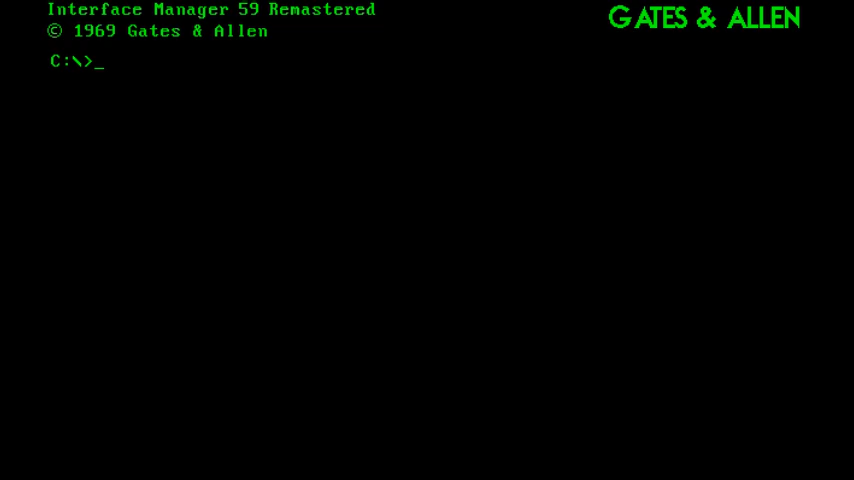 Interface Manager 59 Remastered
© 1969 Gates & Allen
GATES & ALLEN
C:\>_